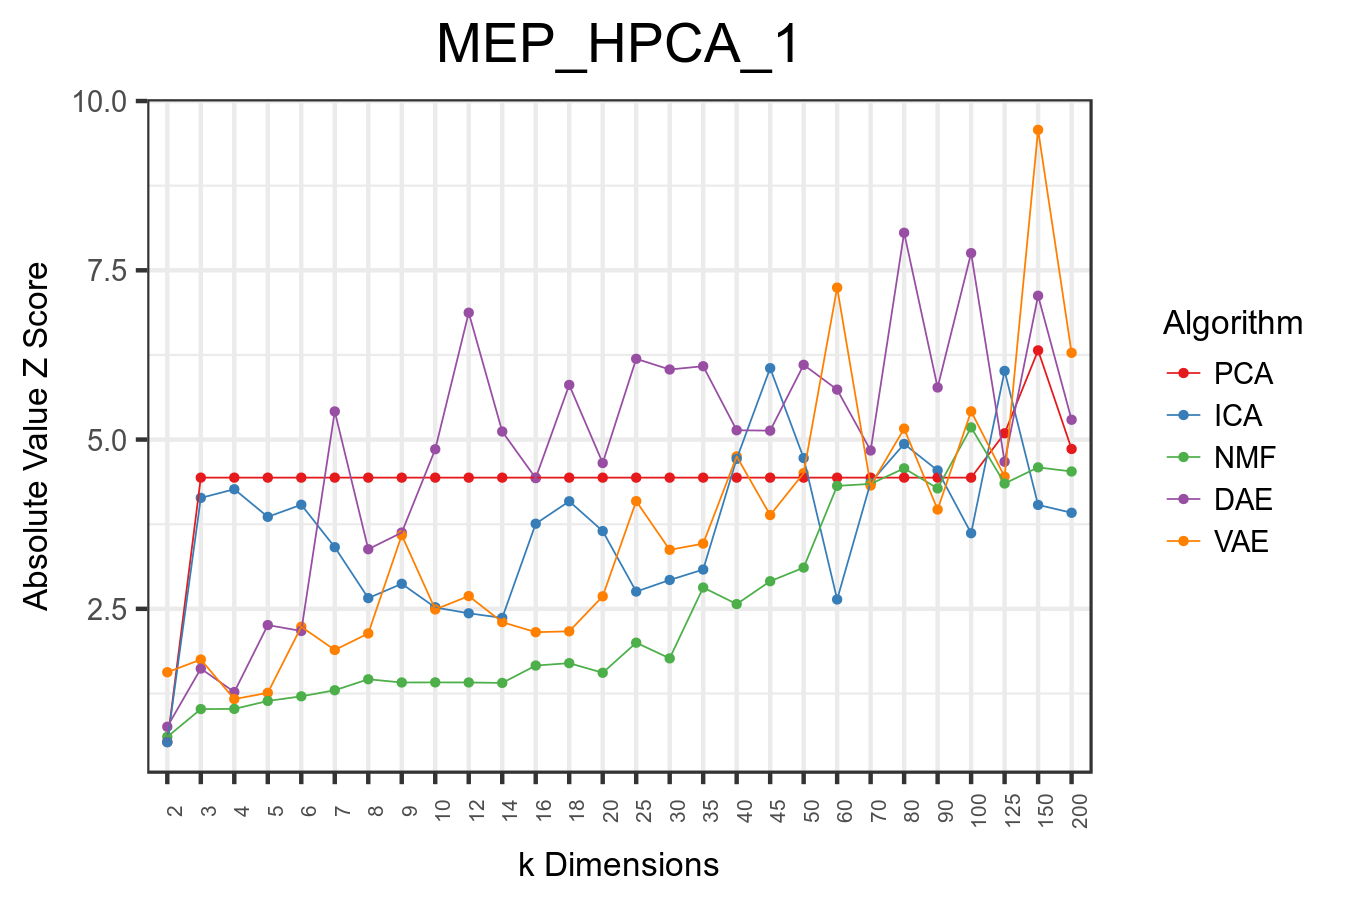 MEP_HPCA_1
Absolute Value Z Score
10.0
7.5
5.0
2.5
2 3 4 5 6 7 8 9 10 12 14 16 18 20 25 30 35 40 45 50 60 70 80 90 100 125 150 200
k Dimensions
Algorithm
PCA
ICA
NMF
DAE
VAE